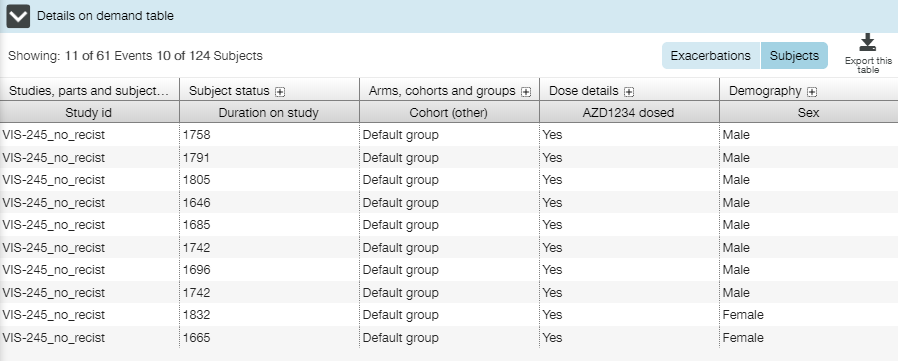 Details on demand table
Showing: 11 of 61 Events 10 of 124 Subjects
Exacerbations Subjects Export this table
Studies, parts and subject... Subject status Arms, cohorts and groups Dose details Demography
Study id Duration on study Cohort (other) AZD1234 dosed Sex
VIS-245_no_recist 1758 Default group Yes Male
VIS-245_no_recist 1791 Default group Yes Male
VIS-245_no_recist 1805 Default group Yes Male
VIS-245_no_recist 1646 Default group Yes Male
VIS-245_no_recist 1685 Default group Yes Male
VIS-245_no_recist 1742 Default group Yes Male
VIS-245_no_recist 1696 Default group Yes Male
VIS-245_no_recist 1742 Default group Yes Male
VIS-245_no_recist 1832 Default group Yes Female
VIS-245_no_recist 1665 Default group Yes Female